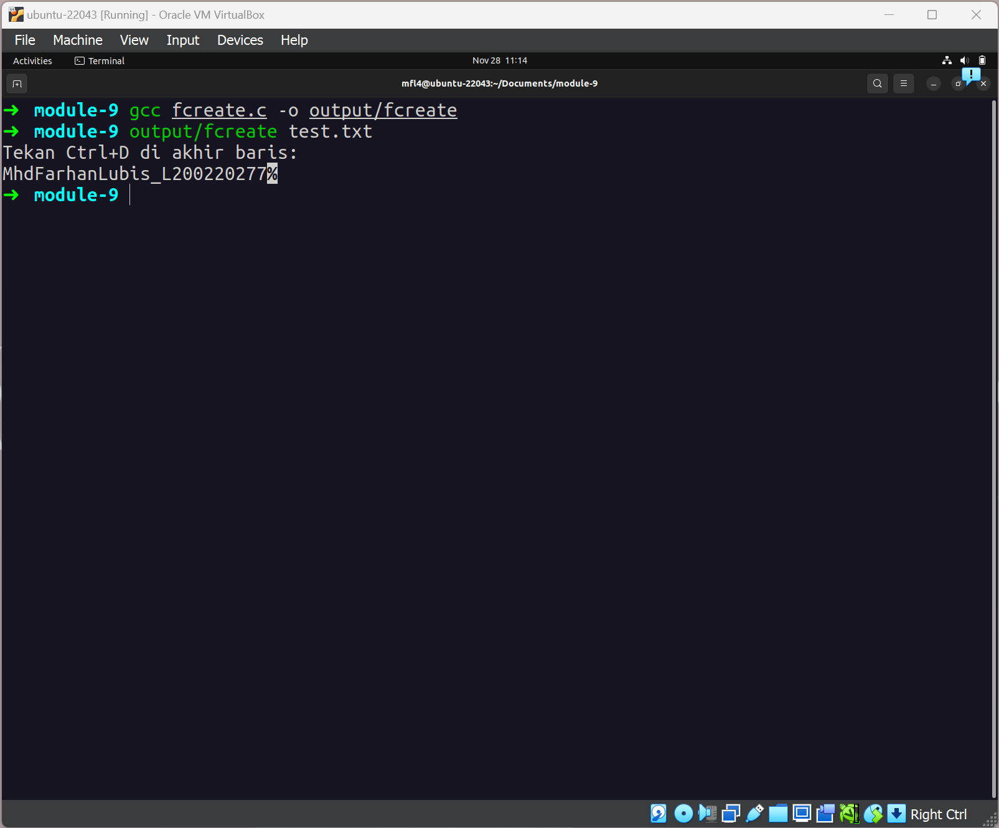 ubuntu-22043 [Running] - Oracle VM VirtualBox
File Machine View Input Devices Help
Activities Terminal Nov 28 11:14
mfl4@ubuntu-22043:~/Documents/module-9
➜ module-9 gcc fcreate.c -o output/fcreate
➜ module-9 output/fcreate test.txt
Tekan Ctrl+D di akhir baris:
MhdFarhanLubis_L200220277%
➜ module-9
Right Ctrl